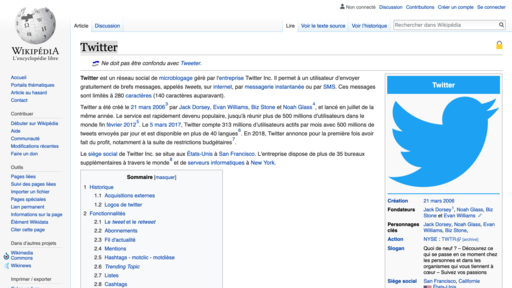 Non connecté Discussion Contributions Créer un compte Se connecter
Article Discussion Lire Voir le texte source Voir l'historique Rechercher dans Wikipédia
WIKIPÉDIA
L'encyclopédie libre
Accueil
Portails thématiques
Article au hasard
Contact
Contribuer
Débuter sur Wikipédia
Aide
Communauté
Modifications récentes
Faire un don
Outils
Pages liées
Suivi des pages liées
Importer un fichier
Pages spéciales
Lien permanent
Informations sur la page
Élément Wikidata
Citer cette page
Dans d'autres projets
Wikimedia
Commons
Wikinews
Imprimer / exporter
Twitter
Ne doit pas être confondu avec Tweeter.
Twitter est un réseau social de microblogage géré par l'entreprise Twitter Inc. Il permet à un utilisateur d'envoyer
gratuitement de brefs messages, appelés tweets, sur internet, par messagerie instantanée ou par SMS. Ces messages
sont limités à 280 caractères (140 caractères auparavant).
Twitter a été créé le 21 mars 2006 3 par Jack Dorsey, Evan Williams, Biz Stone et Noah Glass 4, et lancé en juillet de la
même année. Le service est rapidement devenu populaire, jusqu'à réunir plus de 500 millions d'utilisateurs dans le
monde fin février 2012 5. Le 5 mars 2017, Twitter compte 313 millions d'utilisateurs actifs par mois avec 500 millions de
tweets envoyés par jour et est disponible en plus de 40 langues 6. En 2018, Twitter annonce pour la première fois avoir
fait du profit, notamment à la suite de restrictions budgétaires 7.
Le siège social de Twitter Inc. se situe aux États-Unis à San Francisco. L'entreprise dispose de plus de 35 bureaux
supplémentaires à travers le monde 8 et de serveurs informatiques à New York.
Sommaire [masquer]
1 Historique
1.1 Acquisitions externes
1.2 Logos de twitter
2 Fonctionnalités
2.1 Le tweet et le retweet
2.2 Abonnements
2.3 Fil d'actualité
2.4 Mentions
2.5 Hashtags - motclic - motdièse
2.6 Trending Topic
2.7 Listes
2.8 Cashtags
Twitter
Création 21 mars 2006
Fondateurs Jack Dorsey 1, Noah Glass, Biz
Stone et Evan Williams
Personnages Jack Dorsey, Noah Glass, Evan
clés Williams, Biz Stone,
Action NYSE : TWTR [archive]
Slogan Quoi de neuf ? – Découvrez ce
qui se passe en ce moment chez
les personnes et dans les
organismes qui vous tiennent à
cœur – Suivez vos passions
Siège social San Francisco, Californie
États-Unis